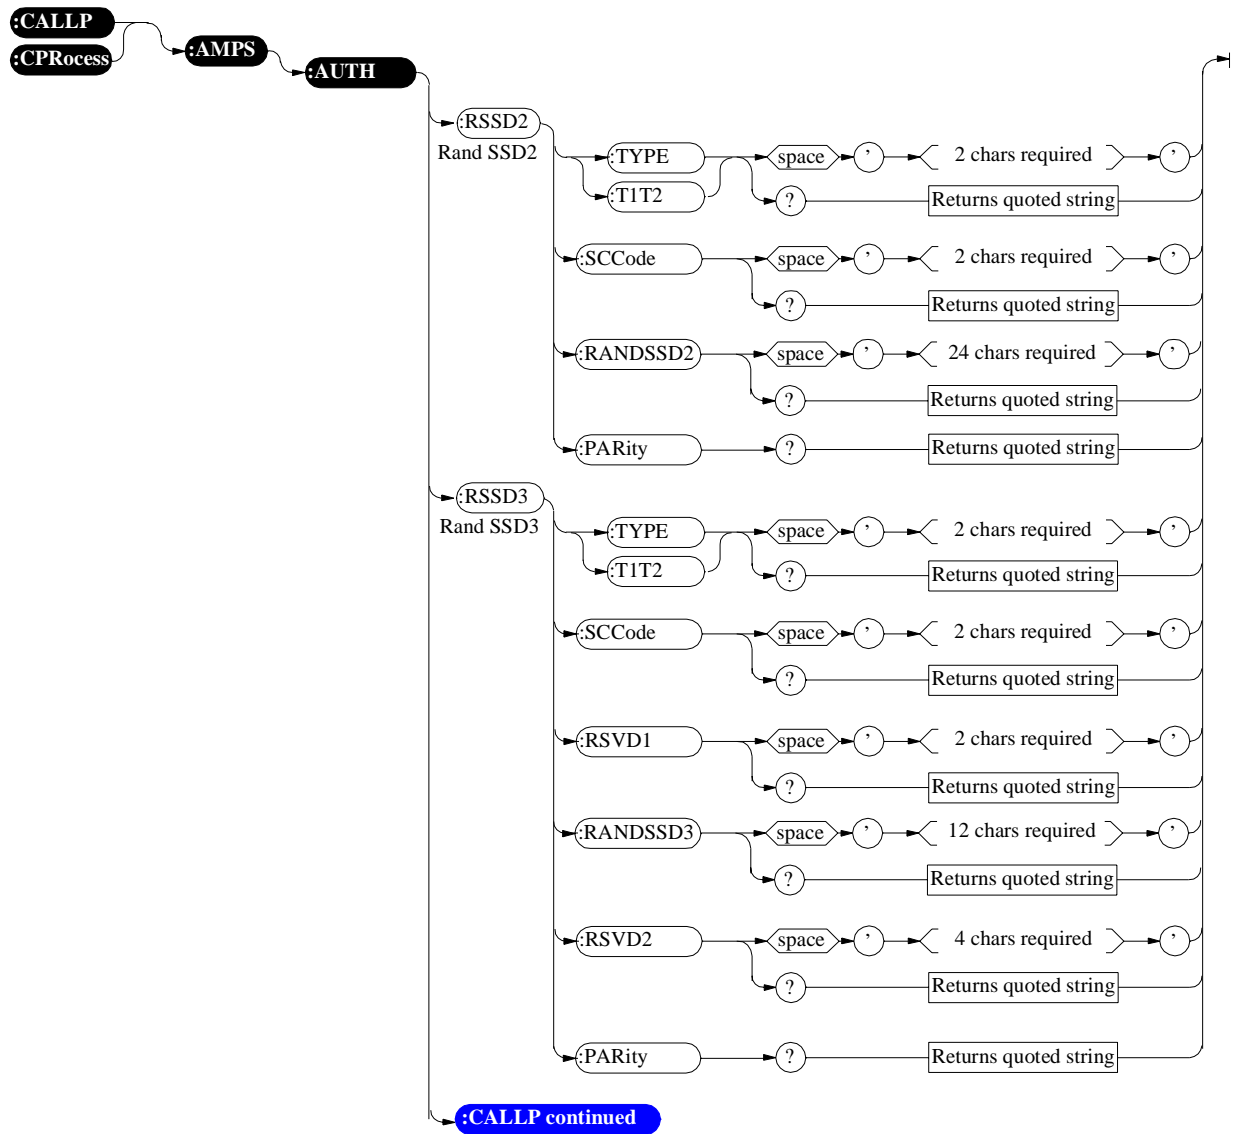 :CALLP
:CPRocess
:AMPS
:AUTH
:RSSD2
Rand SSD2
:TYPE space ' 2 chars required '
:T1T2 ? Returns quoted string
:SCCode space ' 2 chars required '
? Returns quoted string
:RANDSSD2 space ' 24 chars required '
? Returns quoted string
:PARity ? Returns quoted string
:RSSD3
Rand SSD3
:TYPE space ' 2 chars required '
:T1T2 ? Returns quoted string
:SCCode space ' 2 chars required '
? Returns quoted string
:RSVD1 space ' 2 chars required '
? Returns quoted string
:RANDSSD3 space ' 12 chars required '
? Returns quoted string
:RSVD2 space ' 4 chars required '
? Returns quoted string
:PARity ? Returns quoted string
:CALLP continued